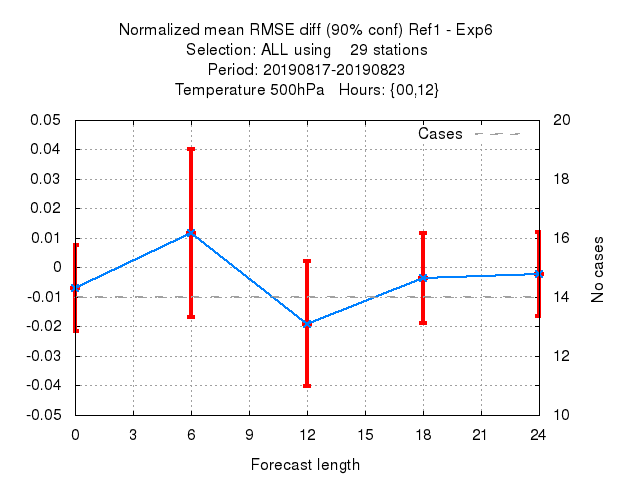 Normalized mean RMSE diff (90% conf) Ref1 - Exp6
Selection: ALL using    29 stations
Period: 20190817-20190823
Temperature 500hPa   Hours: {00,12}
Cases
0.05
0.04
0.03
0.02
0.01
0
-0.01
-0.02
-0.03
-0.04
-0.05
20
18
16
14
12
10
No cases
0 3 6 9 12 15 18 21 24
Forecast length